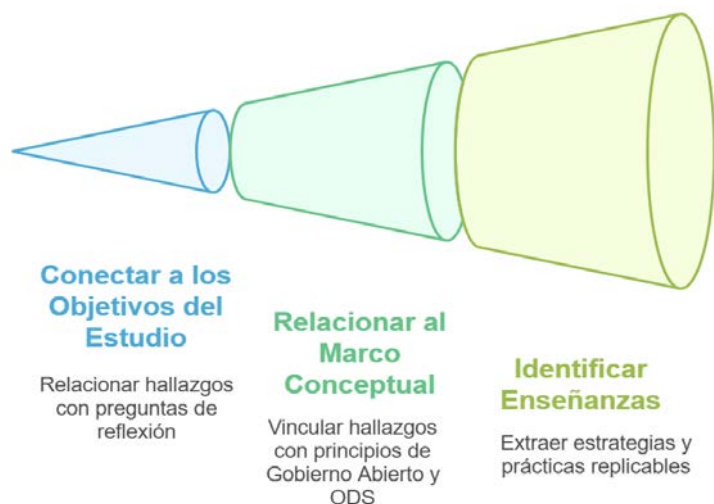 Conectar a los
Objetivos del
Estudio
Relacionar hallazgos
con preguntas de
reflexión
Relacionar al
Marco
Conceptual
Vincular hallazgos
con principios de
Gobierno Abierto y
ODS
Identificar
Enseñanzas
Extraer estrategias y
prácticas replicables